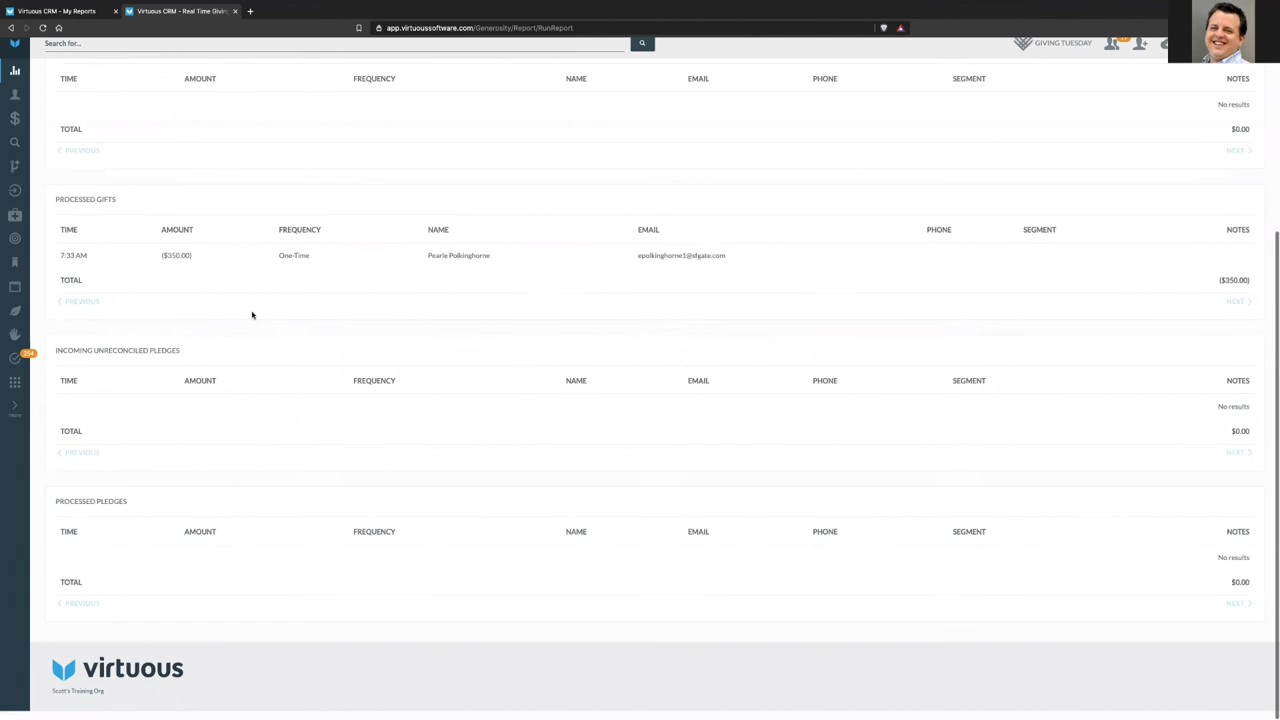 Virtuous CRM - My Reports
Virtuous CRM - Real Time Giving
app.virtuoussoftware.com/Generosity/Report/RunReport
Search for...
GIVING TUESDAY
TIME AMOUNT FREQUENCY NAME EMAIL PHONE SEGMENT NOTES
No results
TOTAL $0.00
PREVIOUS NEXT
PROCESSED GIFTS
TIME AMOUNT FREQUENCY NAME EMAIL PHONE SEGMENT NOTES
7:33 AM ($350.00) One-Time Pearle Polkinghorne epolkinghorne1@sfgate.com
TOTAL ($350.00)
PREVIOUS NEXT
254
INCOMING UNRECONCILED PLEDGES
TIME AMOUNT FREQUENCY NAME EMAIL PHONE SEGMENT NOTES
No results
more
TOTAL $0.00
PREVIOUS NEXT
PROCESSED PLEDGES
TIME AMOUNT FREQUENCY NAME EMAIL PHONE SEGMENT NOTES
No results
TOTAL $0.00
PREVIOUS NEXT
virtuous
Scott's Training Org